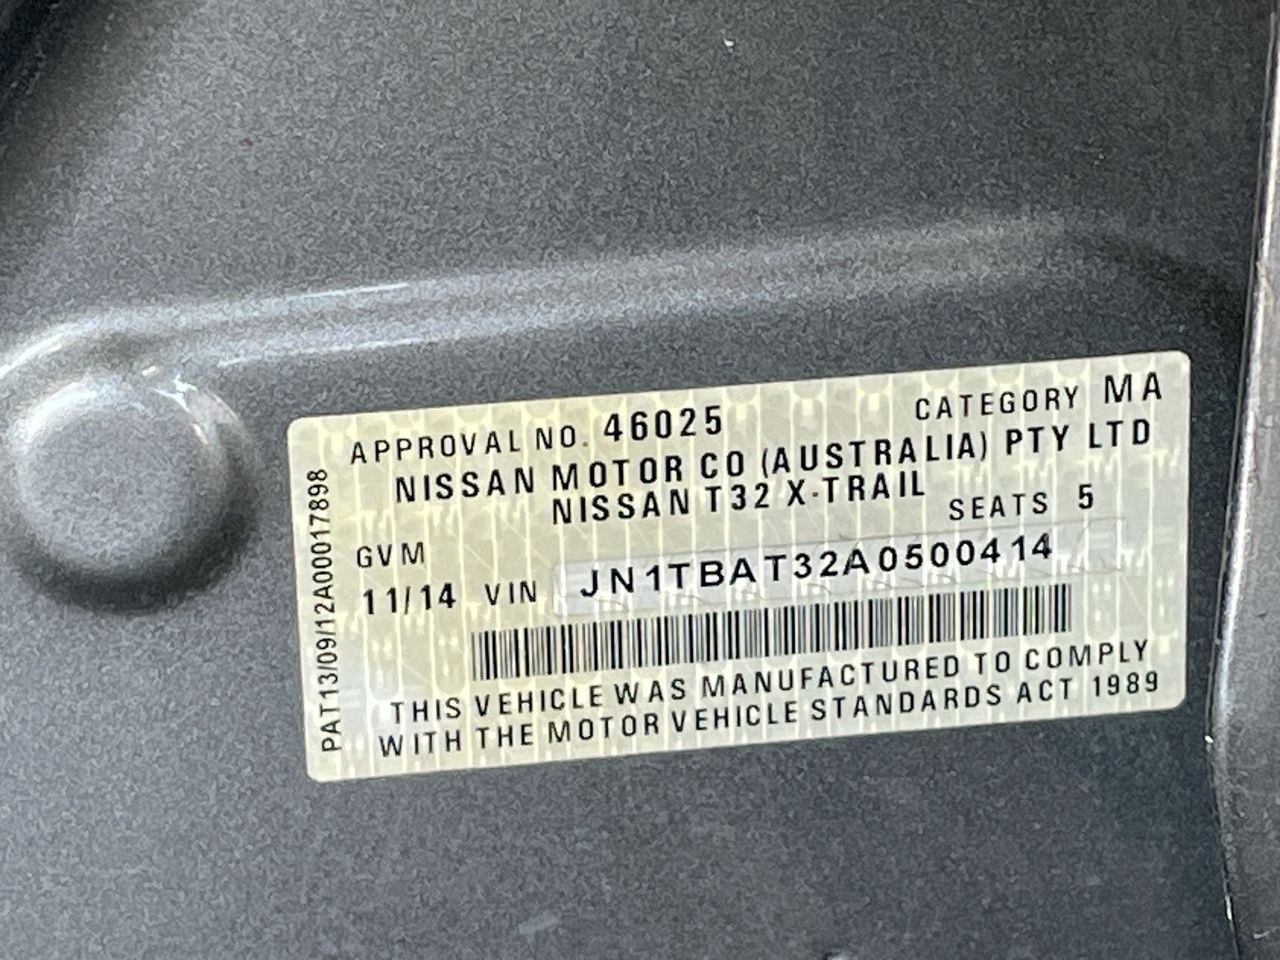 APPROVAL NO. 46025 CATEGORY MA
NISSAN MOTOR CO (AUSTRALIA) PTY LTD
NISSAN T32 X-TRAIL
SEATS 5
GVM
11/14 VIN JN1TBAT32A0500414
THIS VEHICLE WAS MANUFACTURED TO COMPLY
WITH THE MOTOR VEHICLE STANDARDS ACT 1989
PAT13/09/12A00017898